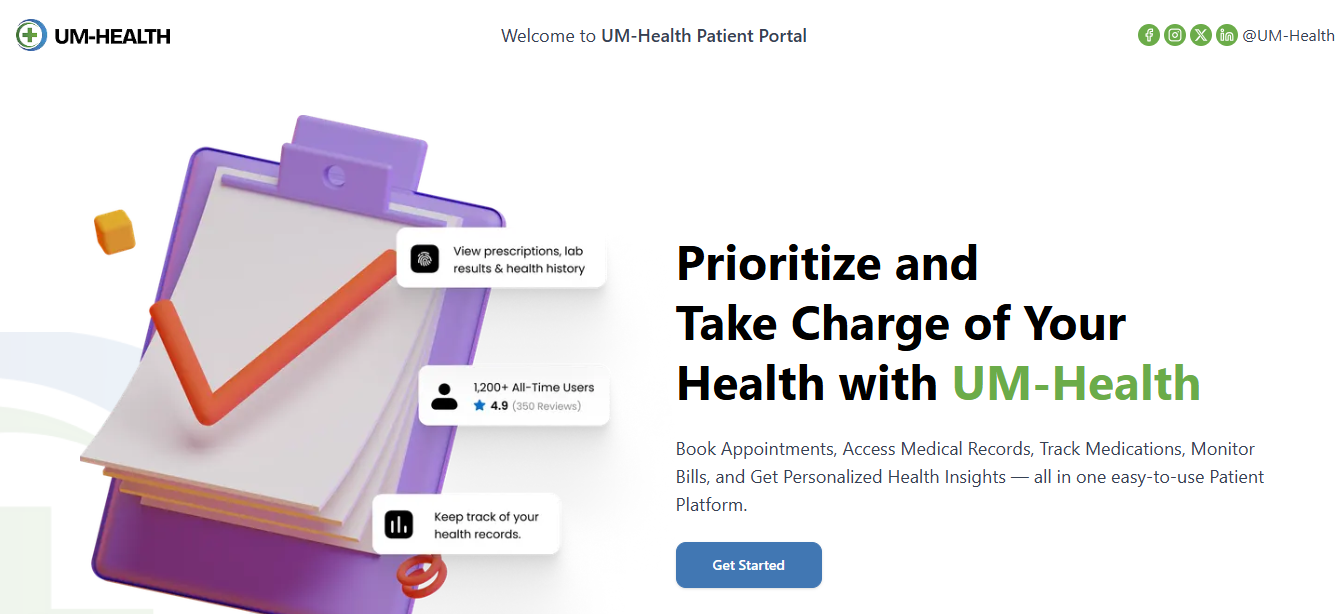 UM-HEALTH
Welcome to UM-Health Patient Portal
@UM-Health
View prescriptions, lab
results & health history
1,200+ All-Time Users
4.9 (350 Reviews)
Keep track of your
health records.
Prioritize and
Take Charge of Your
Health with UM-Health
Book Appointments, Access Medical Records, Track Medications, Monitor
Bills, and Get Personalized Health Insights — all in one easy-to-use Patient
Platform.
Get Started